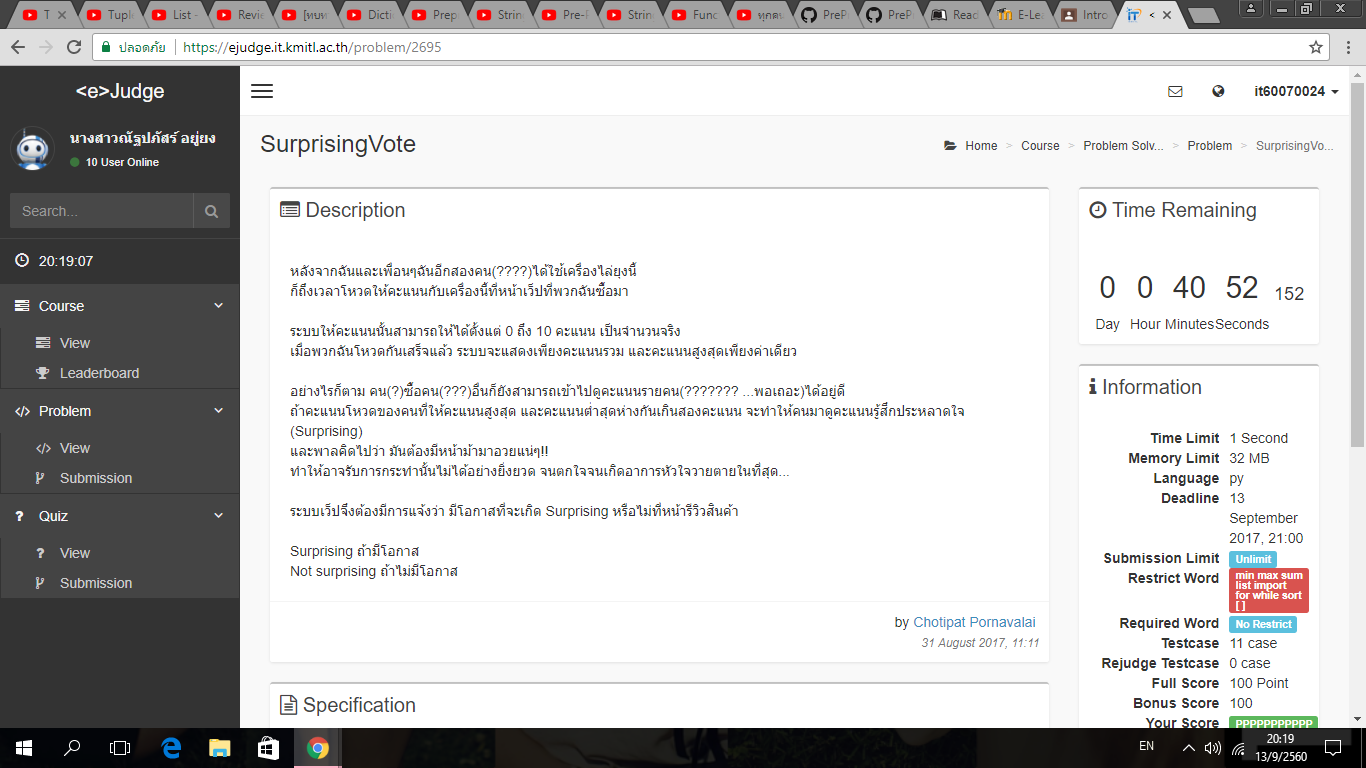 T
Tuple
List -
Revie
[ทบท
Dictio
Prep
String
Pre-P
String
Func
ทุกคน
PreP
PreP
Read
E-Lea
Intro
<
ปลอดภัย
https://ejudge.it.kmitl.ac.th/problem/2695
<e>Judge
it60070024
นางสาวณัฐปภัสร์ อยู่ยง
10 User Online
Search...
20:19:07
Course
View
Leaderboard
Problem
View
Submission
Quiz
View
Submission
SurprisingVote
Home > Course > Problem Solv... > Problem > SurprisingVo...
Description
หลังจากฉันและเพื่อนๆฉันอีกสองคน(????)ได้ใช้เครื่องไล่ยุงนี้
ก็ถึงเวลาโหวดให้คะแนนกับเครื่องนี้ที่หน้าเว็ปที่พวกฉันซื้อมา
ระบบให้คะแนนนั้นสามารถให้ได้ตั้งแต่ 0 ถึง 10 คะแนน เป็นจำนวนจริง
เมื่อพวกฉันโหวดกันเสร็จแล้ว ระบบจะแสดงเพียงคะแนนรวม และคะแนนสูงสุดเพียงค่าเดียว
อย่างไรก็ตาม คน(?)ซื้อคน(???)อื่นก็ยังสามารถเข้าไปดูคะแนนรายคน(??????? ...พอเถอะ)ได้อยู่ดี
ถ้าคะแนนโหวดของคนที่ให้คะแนนสูงสุด และคะแนนต่ำสุดห่างกันเกินสองคะแนน จะทำให้คนมาดูคะแนนรู้สึกประหลาดใจ
(Surprising)
และพาลคิดไปว่า มันต้องมีหน้าม้ามาอวยแน่ๆ!!
ทำให้อาจรับการกระทำนั้นไม่ได้อย่างยิ่งยวด จนตกใจจนเกิดอาการหัวใจวายตายในที่สุด...
ระบบเว็ปจึ่งต้องมีการแจ้งว่า มีโอกาสที่จะเกิด Surprising หรือไม่ที่หน้ารีวิวสินค้า
Surprising ถ้ามีโอกาส
Not surprising ถ้าไม่มีโอกาส
by Chotipat Pornavalai
31 August 2017, 11:11
Specification
Time Remaining
0 0 40 52 152
Day Hour Minutes Seconds
Information
Time Limit 1 Second
Memory Limit 32 MB
Language py
Deadline 13
September
2017, 21:00
Submission Limit Unlimit
Restrict Word min max sum
list import
for while sort
[ ]
Required Word No Restrict
Testcase 11 case
Rejudge Testcase 0 case
Full Score 100 Point
Bonus Score 100
Your Score PPPPPPPPPPP
EN
20:19
13/9/2560